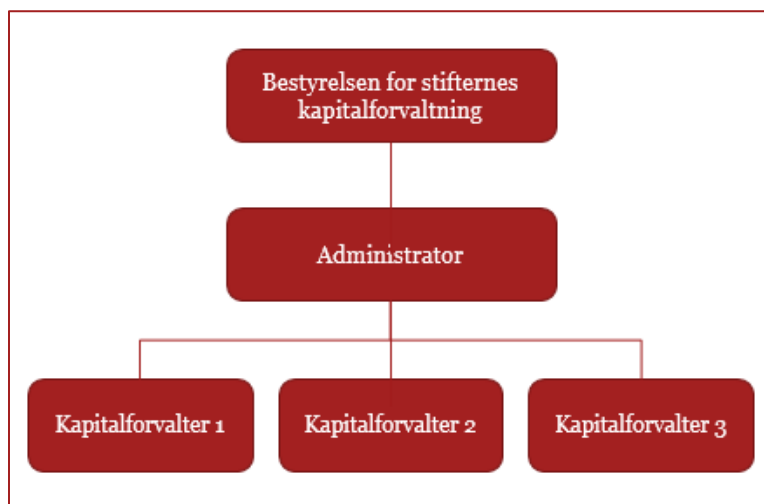 Bestyrelsen for stifternes
kapitalforvaltning
Administrator
Kapitalforvalter 1
Kapitalforvalter 2
Kapitalforvalter 3